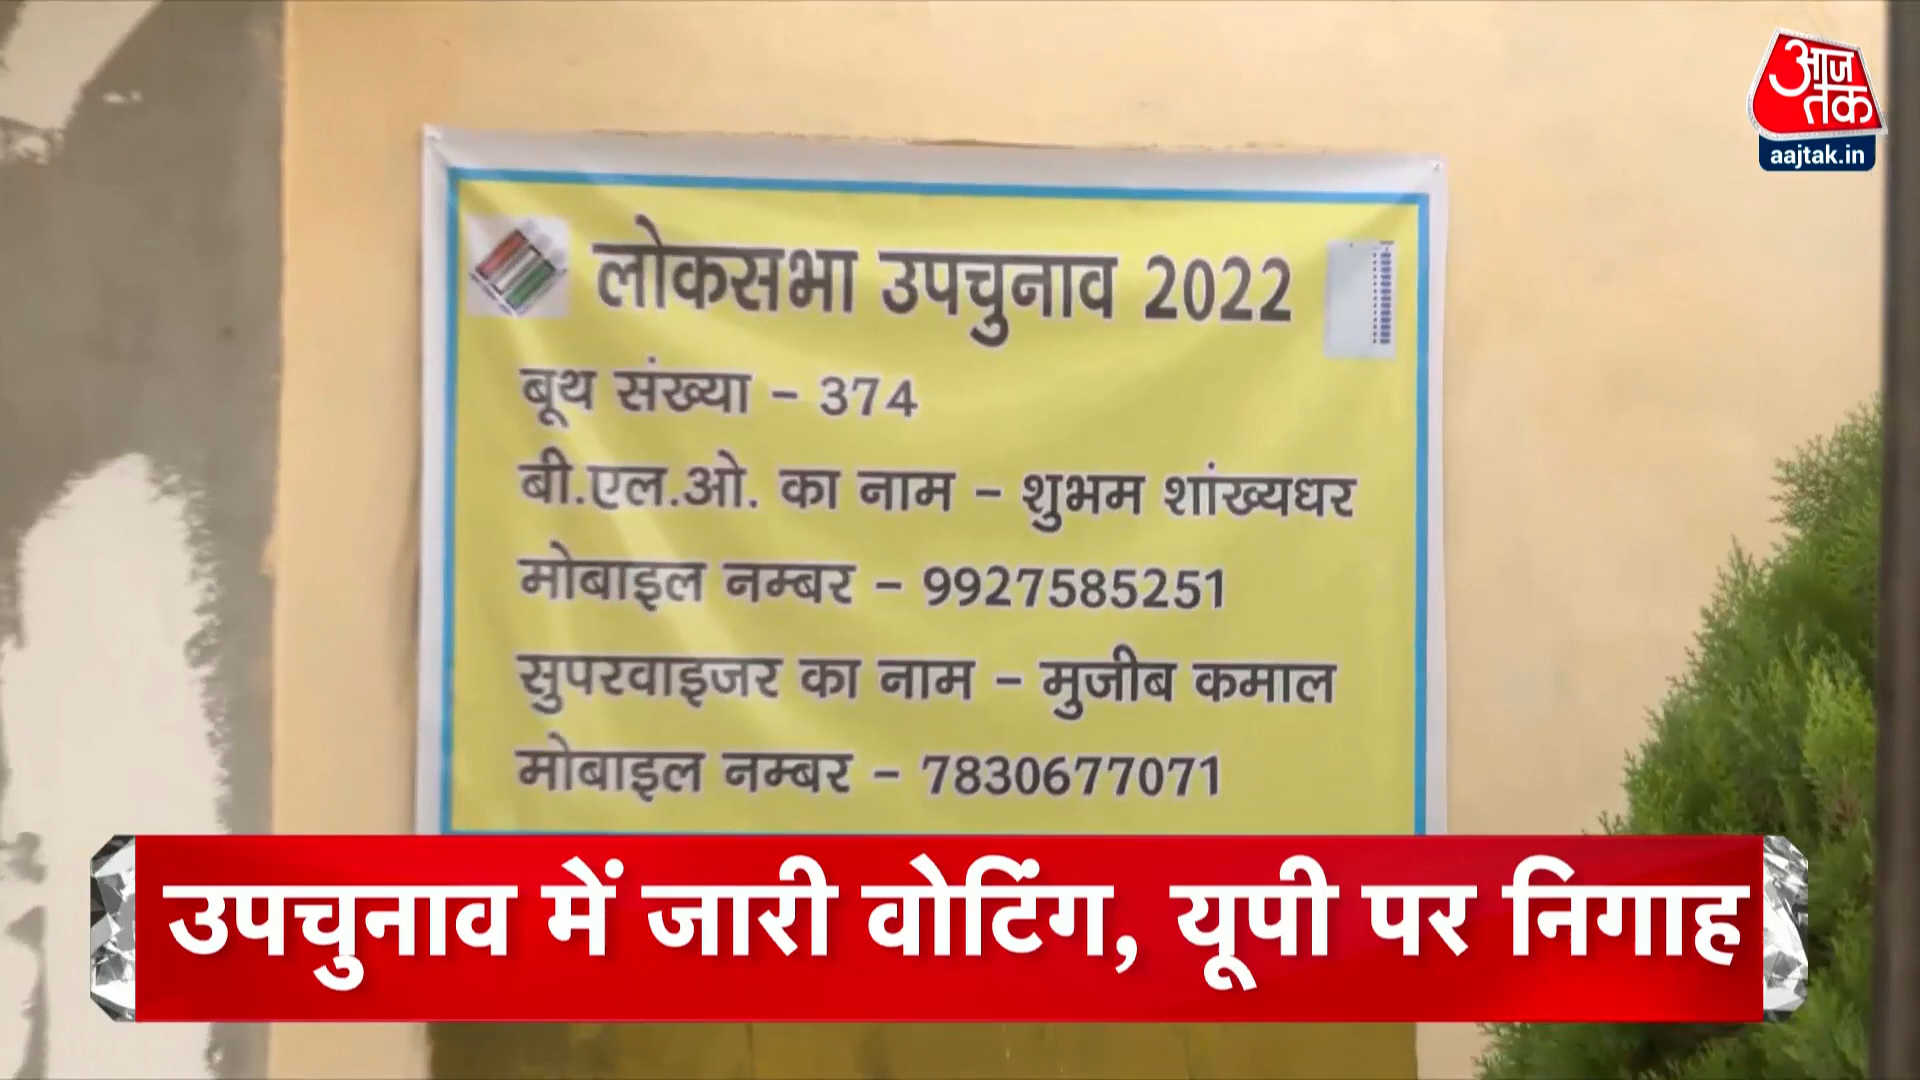 आज
तक
aajtak.in
लोकसभा उपचुनाव 2022
बूथ संख्या - 374
बी.एल.ओ. का नाम - शुभम शांख्यधर
मोबाइल नम्बर - 9927585251
सुपरवाइजर का नाम - मुजीब कमाल
मोबाइल नम्बर - 7830677071
उपचुनाव में जारी वोटिंग, यूपी पर निगाह